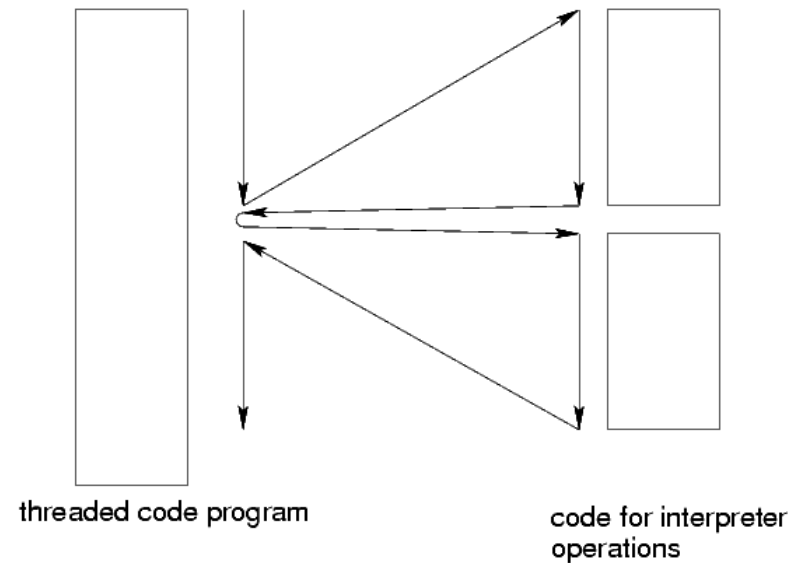 threaded code program
code for interpreter
operations